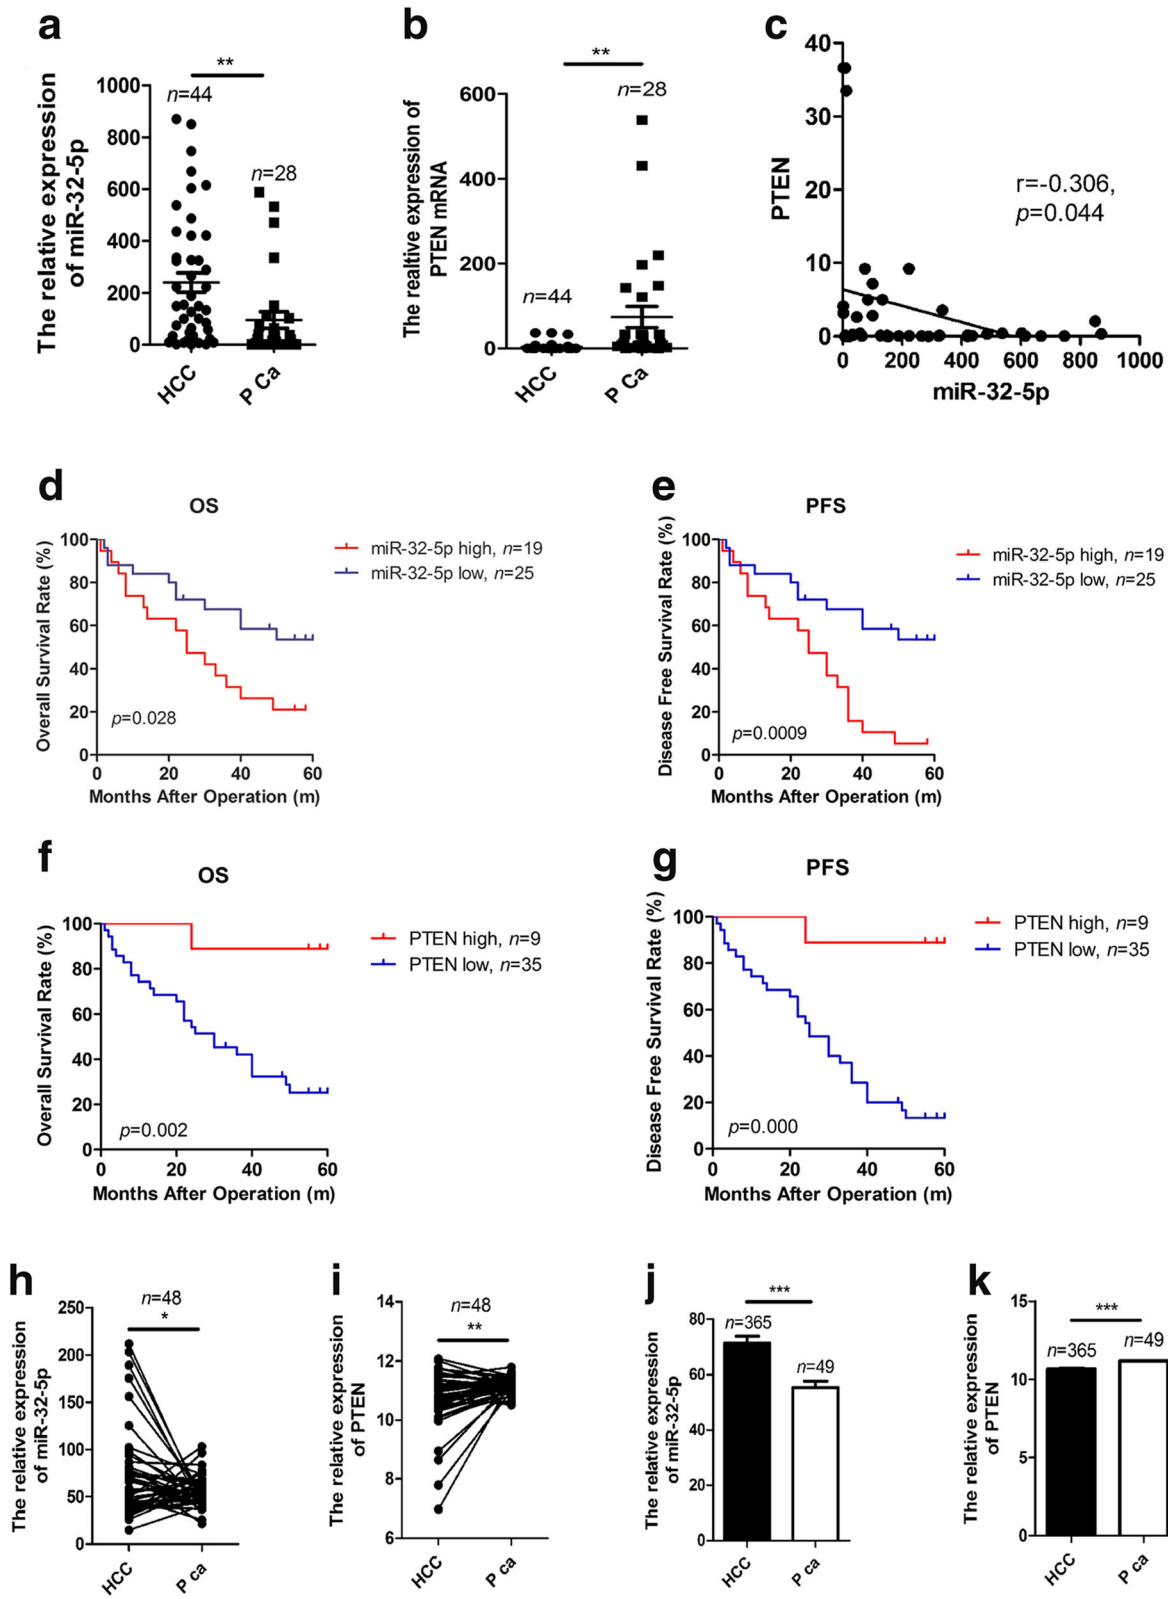 a
The relative expression
of miR-32-5p
1000
800
600
400
200
0
**
n=44
n=28
HCC
P Ca
b
The realtive expression of
PTEN mRNA
600
400
200
0
**
n=28
n=44
HCC
P Ca
c
PTEN
40
30
20
10
0
r=-0.306,
p=0.044
0 200 400 600 800 1000
miR-32-5p
d
OS
Overall Survival Rate (%)
100
80
60
40
20
0
miR-32-5p high, n=19
miR-32-5p low, n=25
p=0.028
0 20 40 60
Months After Operation (m)
e
PFS
Disease Free Survival Rate (%)
100
80
60
40
20
0
miR-32-5p high, n=19
miR-32-5p low, n=25
p=0.0009
0 20 40 60
Months After Operation (m)
f
OS
Overall Survival Rate (%)
100
80
60
40
20
0
PTEN high, n=9
PTEN low, n=35
p=0.002
0 20 40 60
Months After Operation (m)
g
PFS
Disease Free Survival Rate (%)
100
80
60
40
20
0
PTEN high, n=9
PTEN low, n=35
p=0.000
0 20 40 60
Months After Operation (m)
h
The relative expression
of miR-32-5p
250
200
150
100
50
0
n=48
*
HCC
P ca
i
The relative expression
of PTEN
14
12
10
8
6
n=48
**
HCC
P ca
j
The relative expression
of miR-32-5p
80
60
40
20
0
***
n=365
n=49
HCC
P ca
k
The relative expression
of PTEN
15
10
5
0
***
n=365
n=49
HCC
P ca